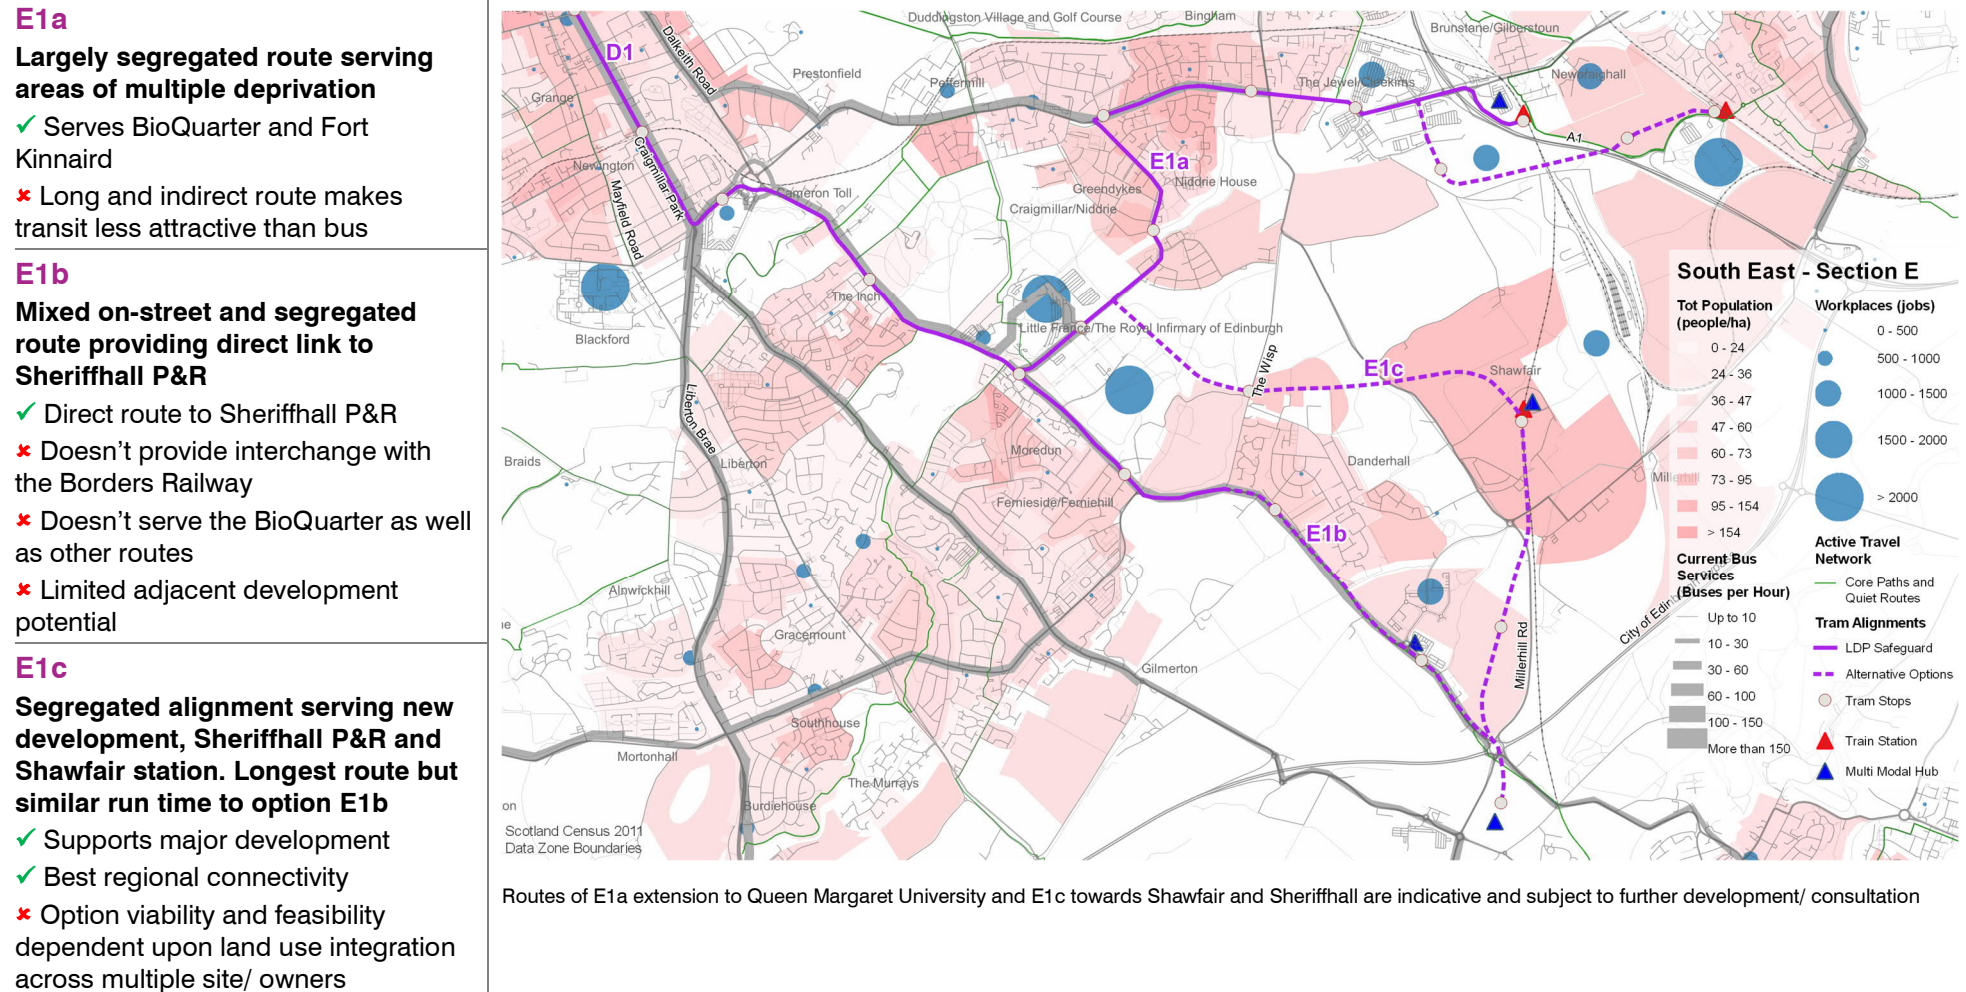 E1a
Largely segregated route serving
areas of multiple deprivation
✓ Serves BioQuarter and Fort
Kinnaird
✘ Long and indirect route makes
transit less attractive than bus
E1b
Mixed on-street and segregated
route providing direct link to
Sheriffhall P&R
✓ Direct route to Sheriffhall P&R
✘ Doesn’t provide interchange with
the Borders Railway
✘ Doesn’t serve the BioQuarter as well
as other routes
✘ Limited adjacent development
potential
E1c
Segregated alignment serving new
development, Sheriffhall P&R and
Shawfair station. Longest route but
similar run time to option E1b
✓ Supports major development
✓ Best regional connectivity
✘ Option viability and feasibility
dependent upon land use integration
across multiple site/ owners
Duddingston Village and Golf Course
Bingham
Brunstane/Gilberstoun
D1
Dalkeith Road
Prestonfield
Peffermill
The Jewel/Cleekims
Newcraighall
Grange
A1
Newington
Craigmillar Park
Mayfield Road
Cameron Toll
E1a
Greendykes
Niddrie House
Craigmillar/Niddrie
The Inch
Blackford
Little France/The Royal Infirmary of Edinburgh
The Wisp
E1c
Shawfair
Liberton Brae
Braids
Liberton
Moredun
Danderhall
Fernieside/Ferniehill
Millerhill
E1b
Alnwickhill
Gracemount
Gilmerton
Millerhill Rd
City of Edin
Southhouse
Mortonhall
The Murrays
Burdiehouse
on
Scotland Census 2011
Data Zone Boundaries
South East - Section E
Tot Population
(people/ha)
0 - 24
24 - 36
36 - 47
47 - 60
60 - 73
73 - 95
95 - 154
> 154
Current Bus
Services
(Buses per Hour)
Up to 10
10 - 30
30 - 60
60 - 100
100 - 150
More than 150
Workplaces (jobs)
0 - 500
500 - 1000
1000 - 1500
1500 - 2000
> 2000
Active Travel
Network
Core Paths and
Quiet Routes
Tram Alignments
LDP Safeguard
Alternative Options
Tram Stops
Train Station
Multi Modal Hub
Routes of E1a extension to Queen Margaret University and E1c towards Shawfair and Sheriffhall are indicative and subject to further development/ consultation